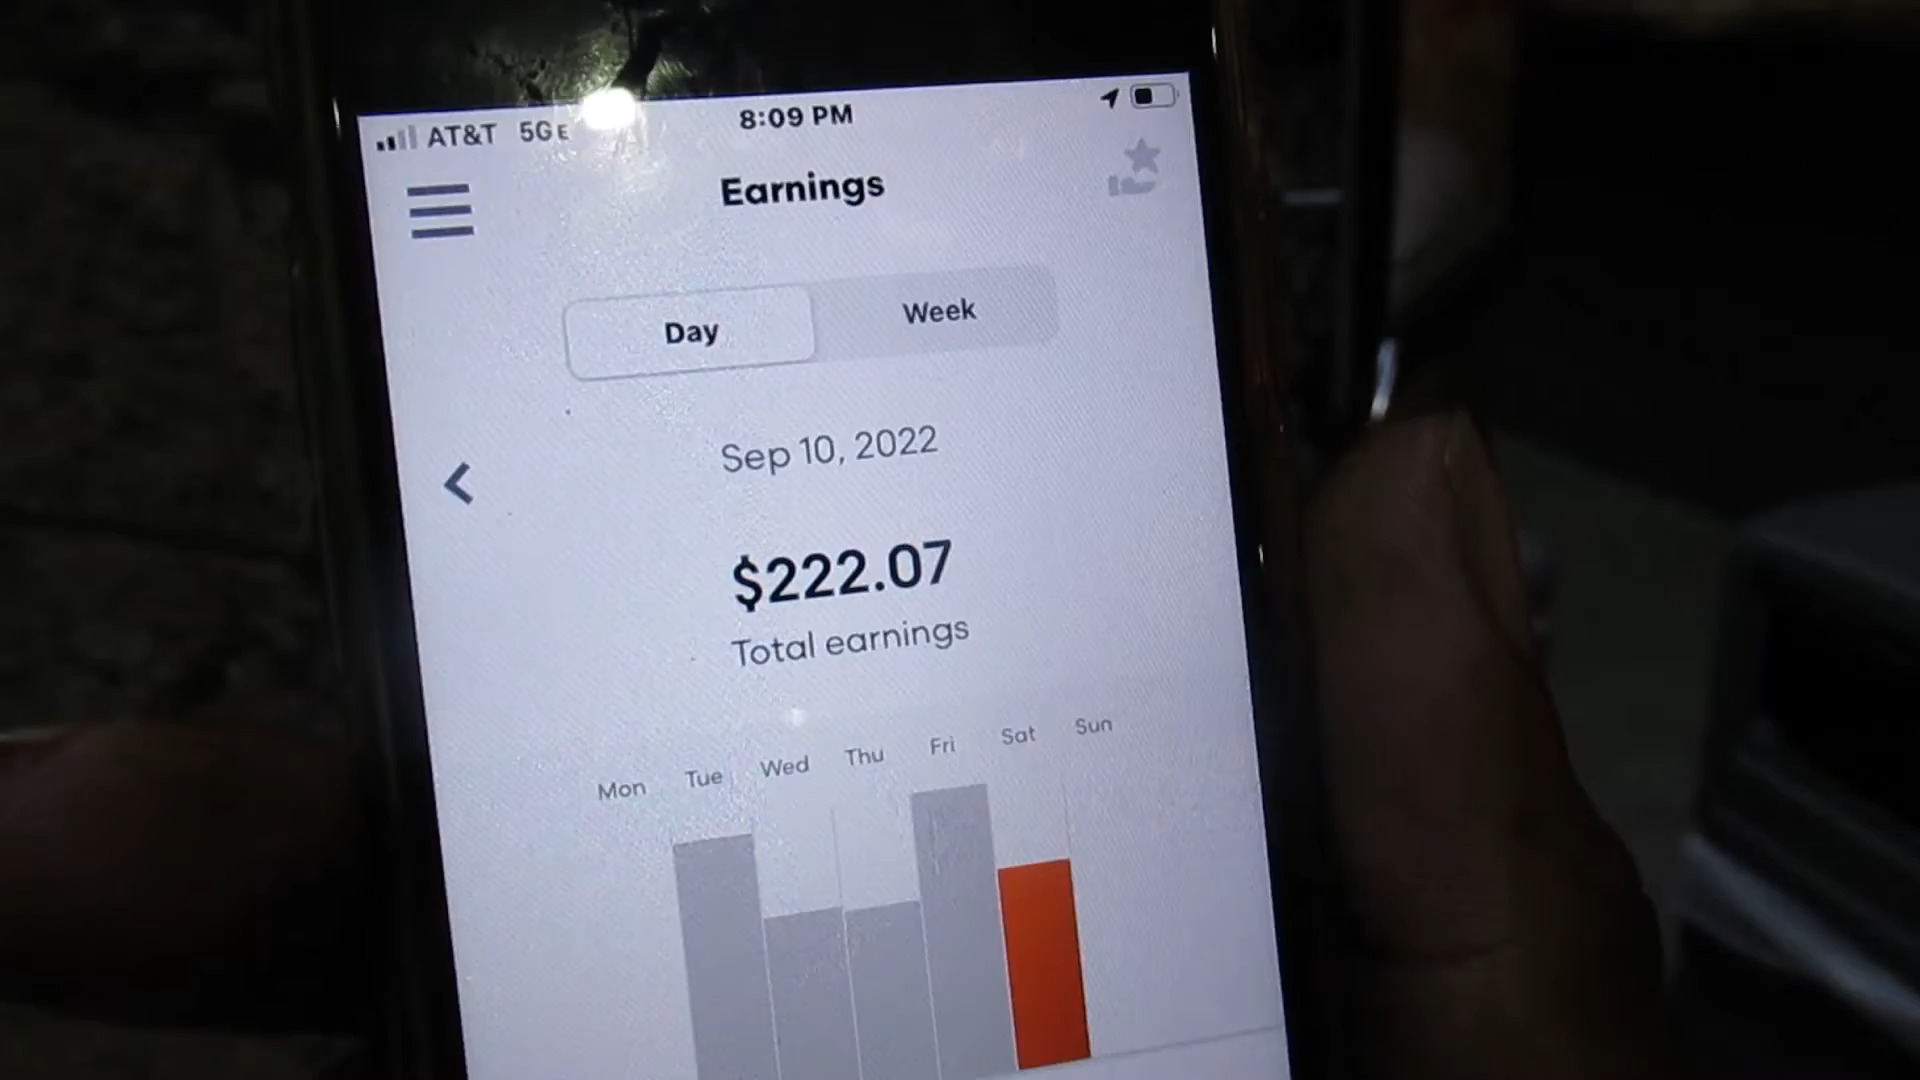 AT&T 5GE 8:09 PM
Earnings
Day Week
Sep 10, 2022
$222.07
Total earnings
Mon Tue Wed Thu Fri Sat Sun